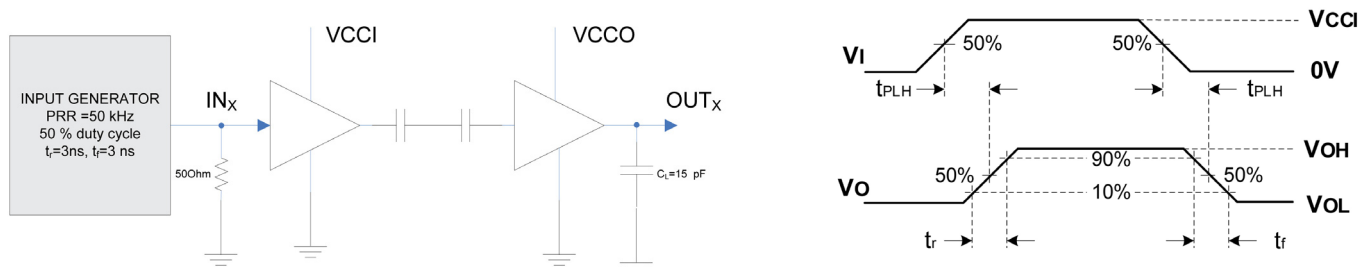 VCCI
VCCO
INPUT GENERATOR
PRR =50 kHz
50 % duty cycle
tr=3ns, tf=3 ns
INX
OUTX
50Ohm
CL=15 pF
VCCI
VI
50%
50%
0V
tPLH
tPLH
VOH
90%
50%
50%
VO
10%
VOL
tr
tf